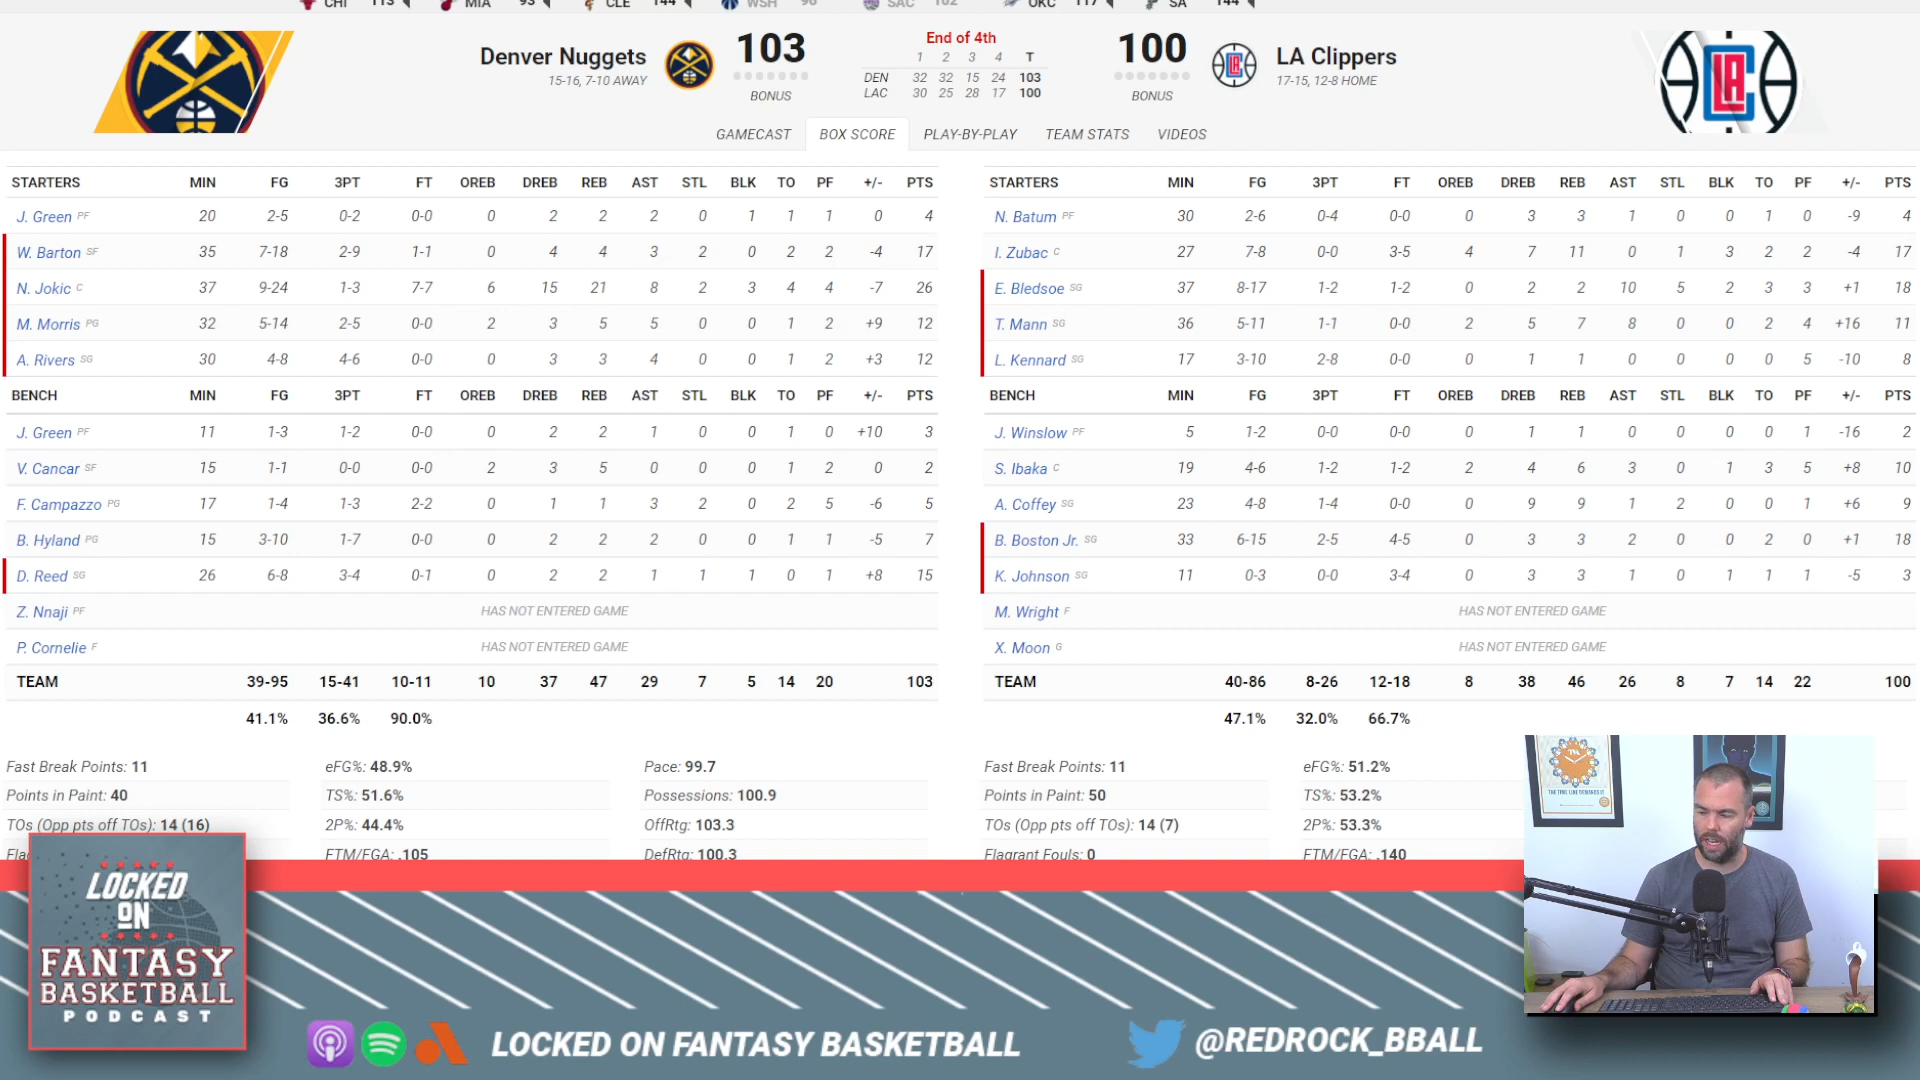 CHI 113 MIA 93 CLE 144 WSH 96 SAC 102 OKC 117 SA 144
Denver Nuggets 103 End of 4th 100 LA Clippers
15-16, 7-10 AWAY 1 2 3 4 T 17-15, 12-8 HOME
DEN 32 32 15 24 103
LAC 30 25 28 17 100
BONUS BONUS
GAMECAST BOX SCORE PLAY-BY-PLAY TEAM STATS VIDEOS
STARTERS MIN FG 3PT FT OREB DREB REB AST STL BLK TO PF +/- PTS
J. Green PF 20 2-5 0-2 0-0 0 2 2 2 0 1 1 1 0 4
W. Barton SF 35 7-18 2-9 1-1 0 4 4 3 2 0 2 2 -4 17
N. Jokic C 37 9-24 1-3 7-7 6 15 21 8 2 3 4 4 -7 26
M. Morris PG 32 5-14 2-5 0-0 2 3 5 5 0 0 1 2 +9 12
A. Rivers SG 30 4-8 4-6 0-0 0 3 3 4 0 0 1 2 +3 12
BENCH MIN FG 3PT FT OREB DREB REB AST STL BLK TO PF +/- PTS
J. Green PF 11 1-3 1-2 0-0 0 2 2 1 0 0 1 0 +10 3
V. Cancar SF 15 1-1 0-0 0-0 2 3 5 0 0 0 1 2 0 2
F. Campazzo PG 17 1-4 1-3 2-2 0 1 1 3 2 0 2 5 -6 5
B. Hyland PG 15 3-10 1-7 0-0 0 2 2 2 0 0 1 1 -5 7
D. Reed SG 26 6-8 3-4 0-1 0 2 2 1 1 1 0 1 +8 15
Z. Nnaji PF HAS NOT ENTERED GAME
P. Cornelie F HAS NOT ENTERED GAME
TEAM 39-95 15-41 10-11 10 37 47 29 7 5 14 20 103
41.1% 36.6% 90.0%
Fast Break Points: 11 eFG%: 48.9% Pace: 99.7
Points in Paint: 40 TS%: 51.6% Possessions: 100.9
TOs (Opp pts off TOs): 14 (16) 2P%: 44.4% OffRtg: 103.3
Fla FTM/FGA: .105 DefRtg: 100.3
STARTERS MIN FG 3PT FT OREB DREB REB AST STL BLK TO PF +/- PTS
N. Batum PF 30 2-6 0-4 0-0 0 3 3 1 0 0 1 0 -9 4
I. Zubac C 27 7-8 0-0 3-5 4 7 11 0 1 3 2 2 -4 17
E. Bledsoe SG 37 8-17 1-2 1-2 0 2 2 10 5 2 3 3 +1 18
T. Mann SG 36 5-11 1-1 0-0 2 5 7 8 0 0 2 4 +16 11
L. Kennard SG 17 3-10 2-8 0-0 0 1 1 0 0 0 0 5 -10 8
BENCH MIN FG 3PT FT OREB DREB REB AST STL BLK TO PF +/- PTS
J. Winslow PF 5 1-2 0-0 0-0 0 1 1 0 0 0 0 1 -16 2
S. Ibaka C 19 4-6 1-2 1-2 2 4 6 3 0 1 3 5 +8 10
A. Coffey SG 23 4-8 1-4 0-0 0 9 9 1 2 0 0 1 +6 9
B. Boston Jr. SG 33 6-15 2-5 4-5 0 3 3 2 0 0 2 0 +1 18
K. Johnson SG 11 0-3 0-0 3-4 0 3 3 1 0 1 1 1 -5 3
M. Wright F HAS NOT ENTERED GAME
X. Moon G HAS NOT ENTERED GAME
TEAM 40-86 8-26 12-18 8 38 46 26 8 7 14 22 100
47.1% 32.0% 66.7%
Fast Break Points: 11 eFG%: 51.2%
Points in Paint: 50 TS%: 53.2%
TOs (Opp pts off TOs): 14 (7) 2P%: 53.3%
Flagrant Fouls: 0 FTM/FGA: .140
LOCKED
ON
FANTASY
BASKETBALL
PODCAST
LOCKED ON FANTASY BASKETBALL @REDROCK_BBALL